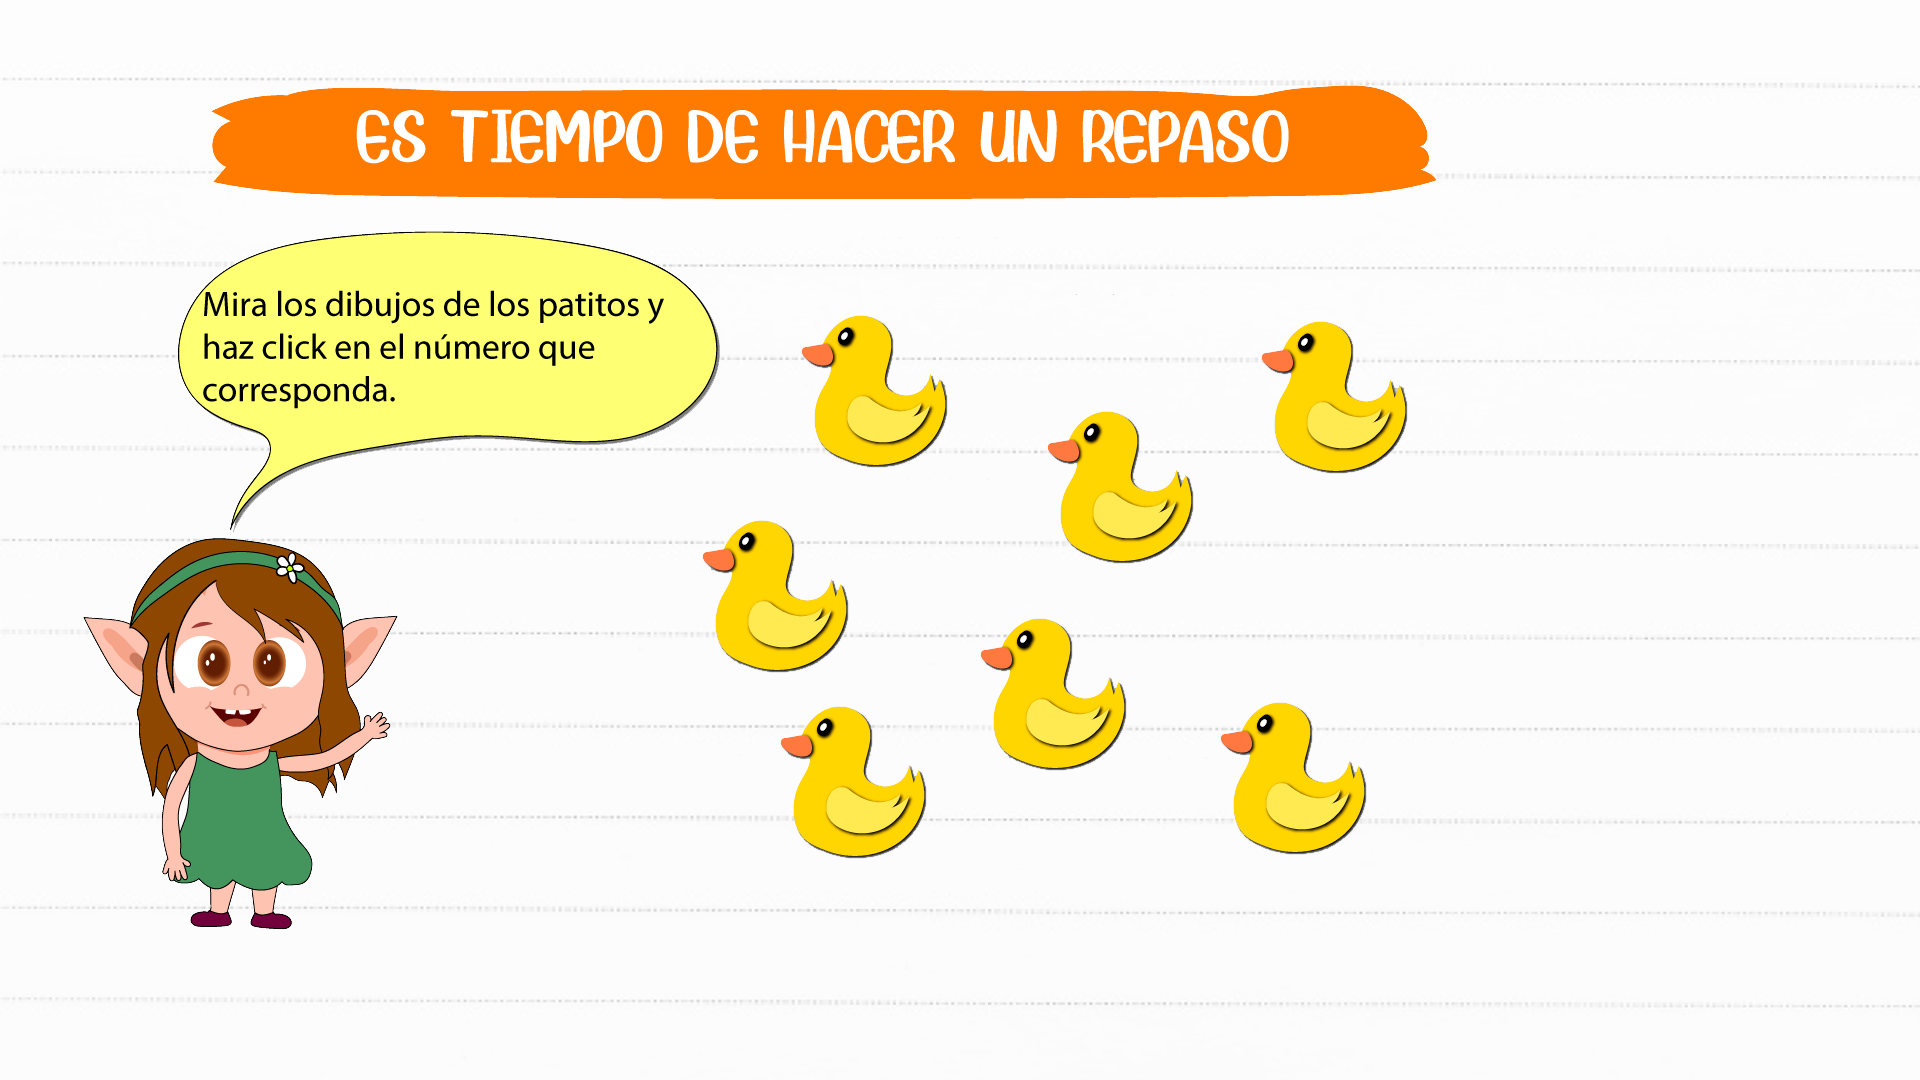 ES TIEMPO DE HACER UN REPASO
Mira los dibujos de los patitos y
haz click en el número que
corresponda.